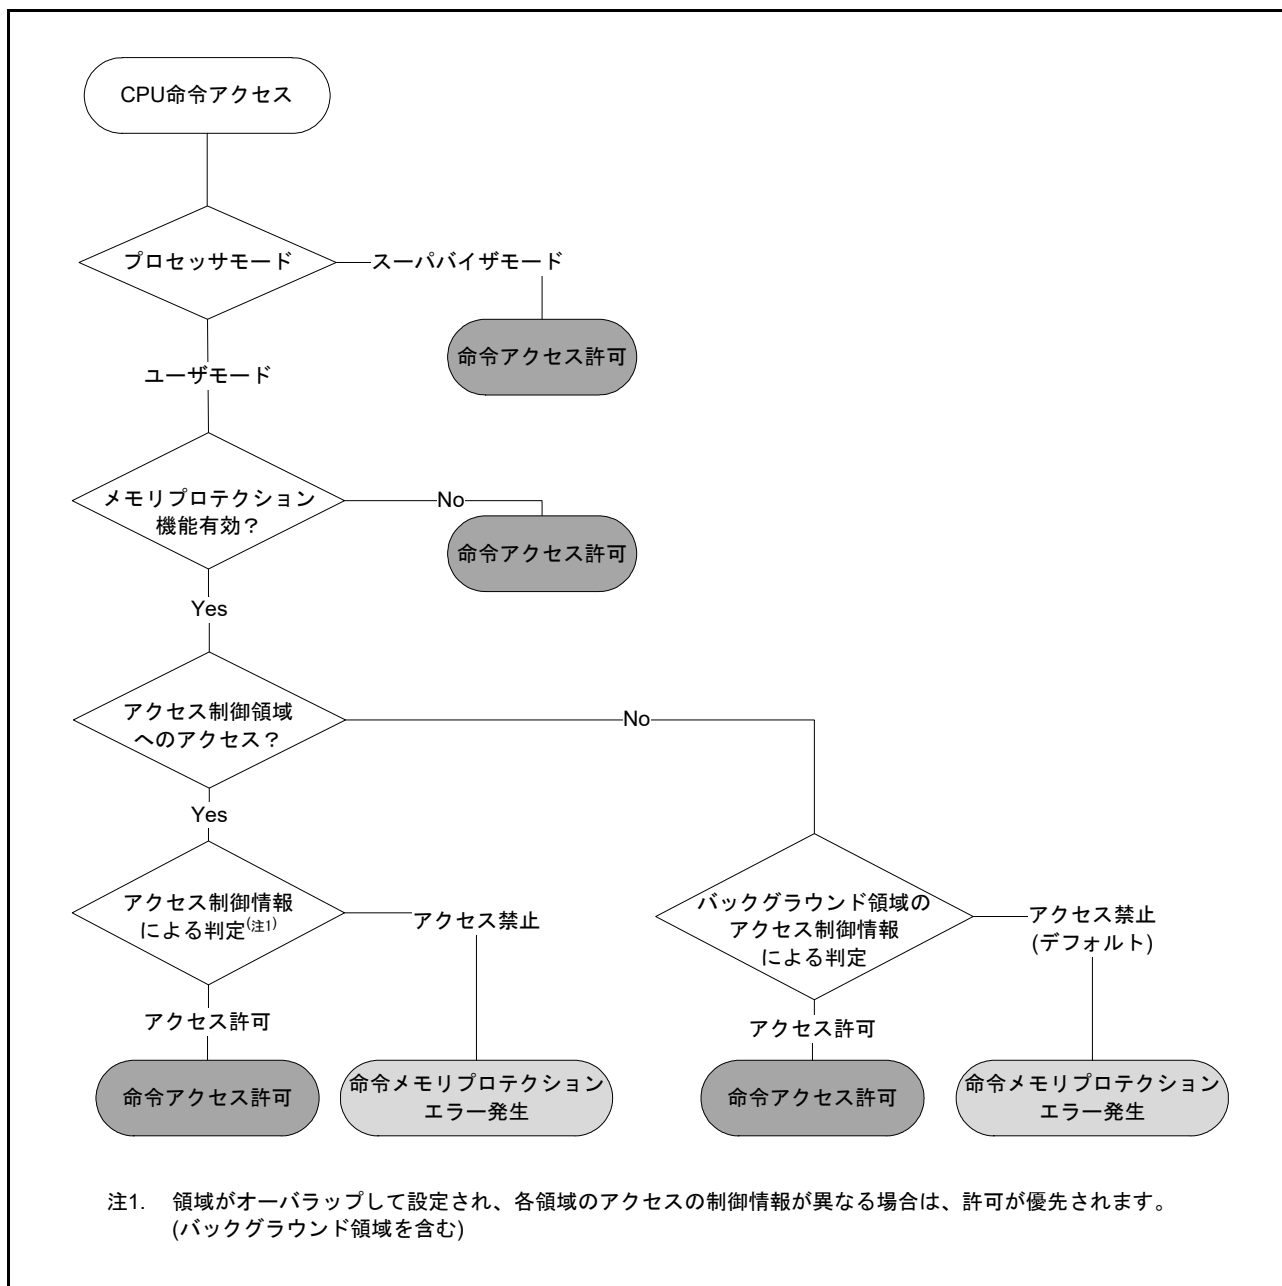 CPU命令アクセス
プロセッサモード
スーパバイザモード
命令アクセス許可
ユーザモード
メモリプロテクション
機能有効？
No
命令アクセス許可
Yes
アクセス制御領域
へのアクセス？
No
Yes
アクセス制御情報
による判定(注1)
アクセス禁止
バックグラウンド領域の
アクセス制御情報
による判定
アクセス禁止
(デフォルト)
アクセス許可
アクセス許可
命令アクセス許可
命令メモリプロテクション
エラー発生
命令アクセス許可
命令メモリプロテクション
エラー発生
注1. 領域がオーバラップして設定され、各領域のアクセスの制御情報が異なる場合は、許可が優先されます。
(バックグラウンド領域を含む)